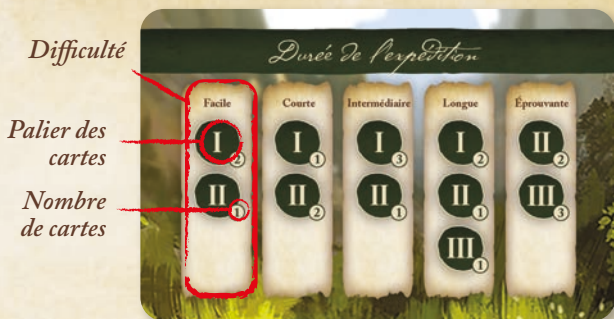 Difficulté
Palier des
cartes
Nombre
de cartes
Durée de l'expédition
Facile
I 2
II 1
Courte
I 1
II 2
Intermédiaire
I 3
II 1
Longue
I 2
II 1
III 1
Éprouvante
II 2
III 3